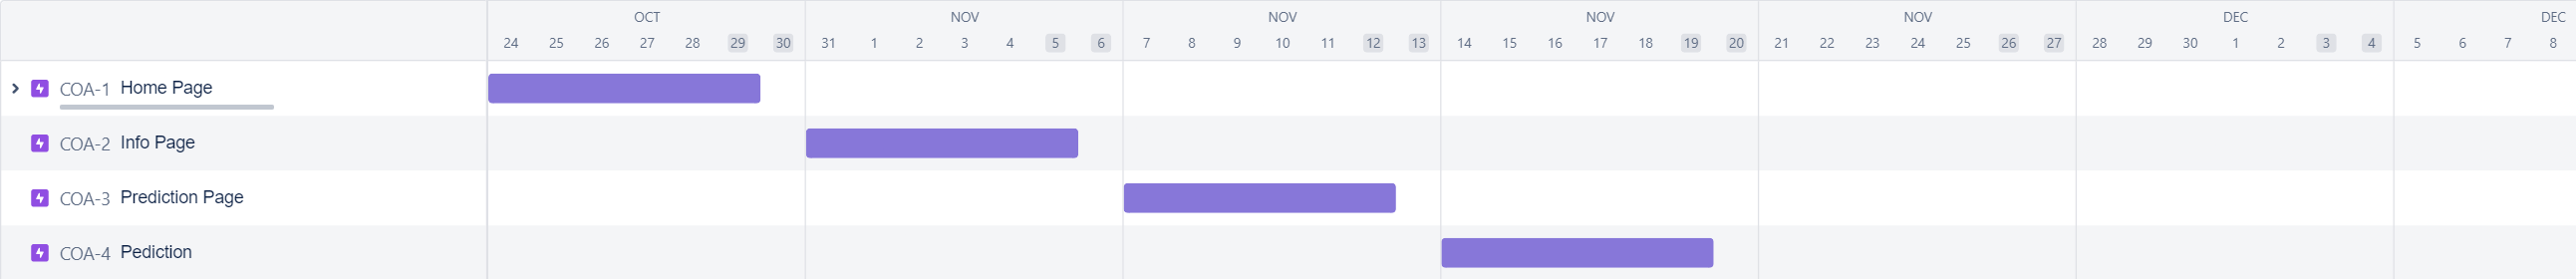 OCT NOV NOV NOV NOV DEC DEC
24 25 26 27 28 29 30 31 1 2 3 4 5 6 7 8 9 10 11 12 13 14 15 16 17 18 19 20 21 22 23 24 25 26 27 28 29 30 1 2 3 4 5 6 7 8
COA-1 Home Page
COA-2 Info Page
COA-3 Prediction Page
COA-4 Pediction